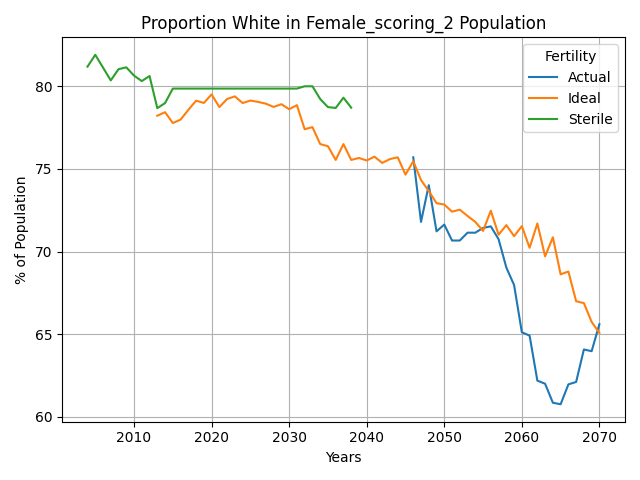 Proportion White in Female_scoring_2 Population
Fertility
Actual
Ideal
Sterile
% of Population
80
75
70
65
60
2010
2020
2030
2040
2050
2060
2070
Years